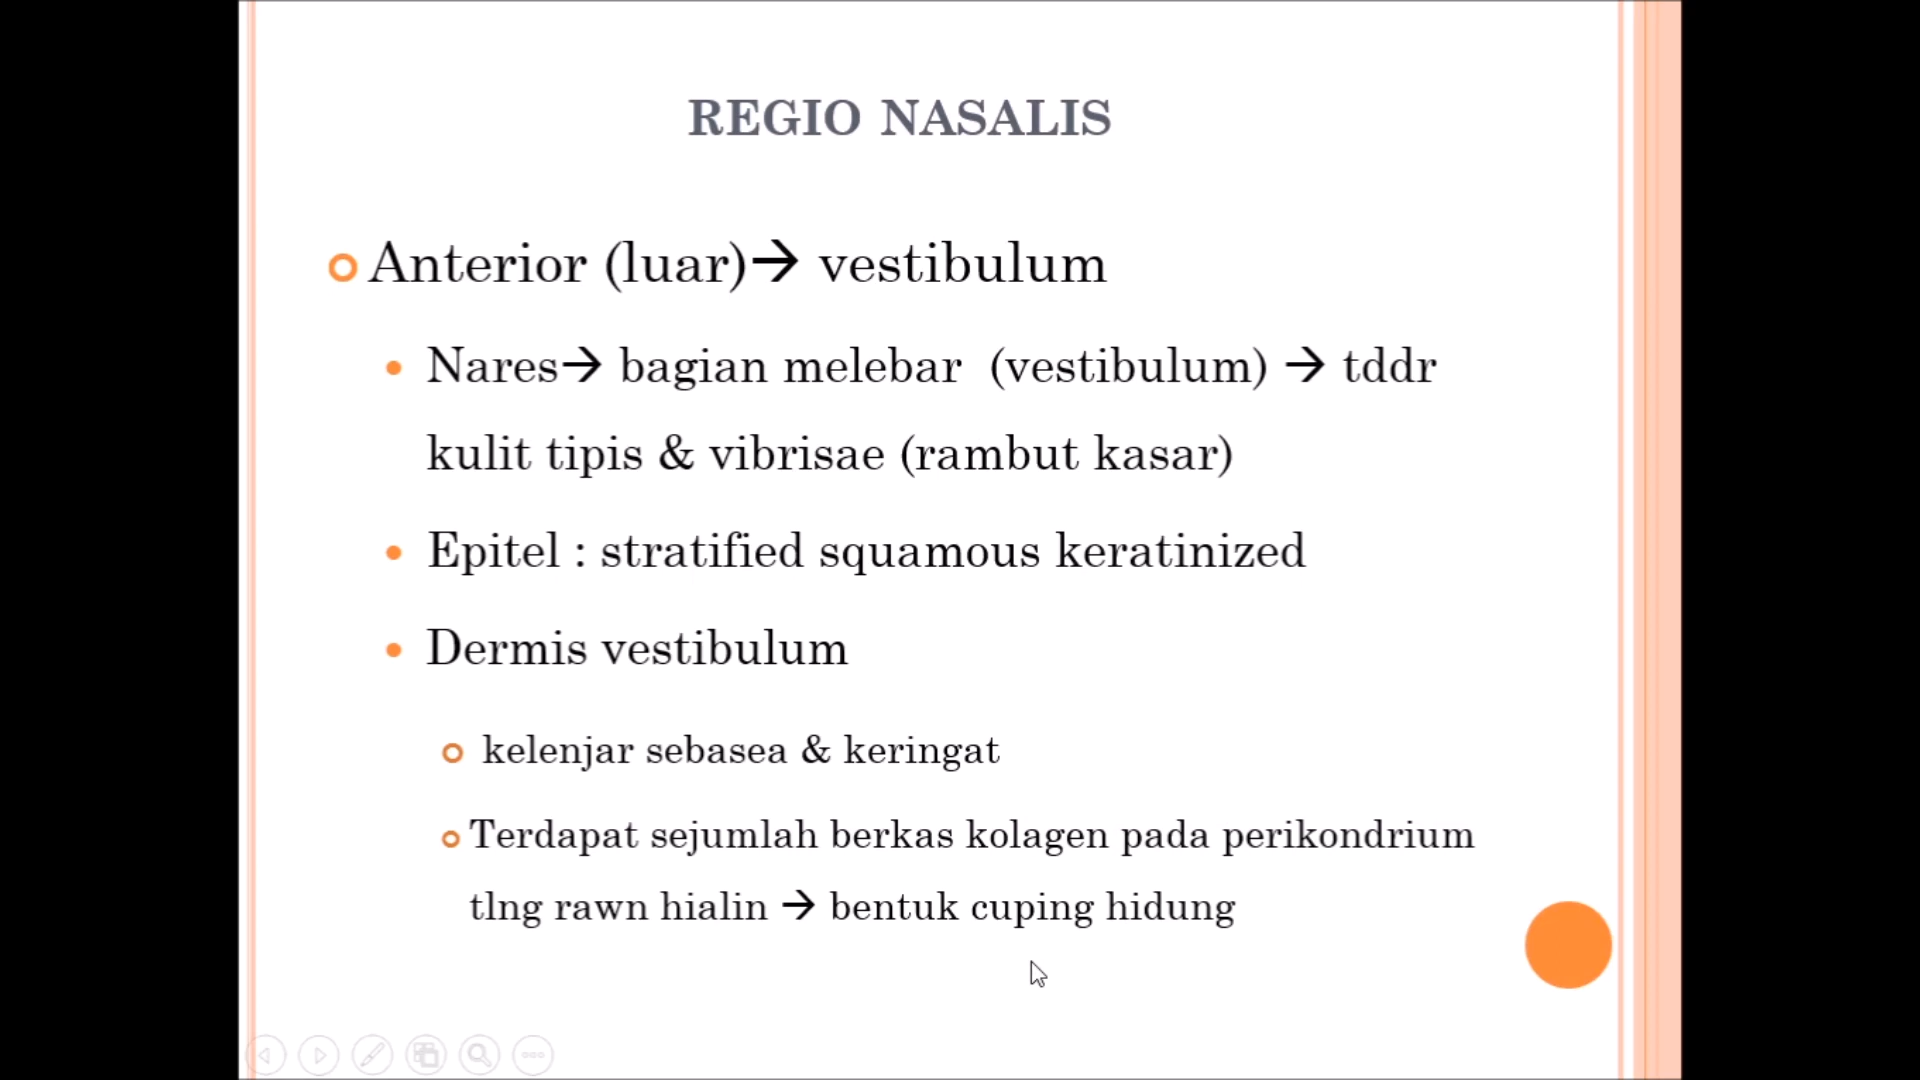 REGIO NASALIS
Anterior (luar)→ vestibulum
Nares→ bagian melebar (vestibulum) → tddr
kulit tipis & vibrisae (rambut kasar)
Epitel : stratified squamous keratinized
Dermis vestibulum
kelenjar sebasea & keringat
Terdapat sejumlah berkas kolagen pada perikondrium
tlng rawn hialin → bentuk cuping hidung